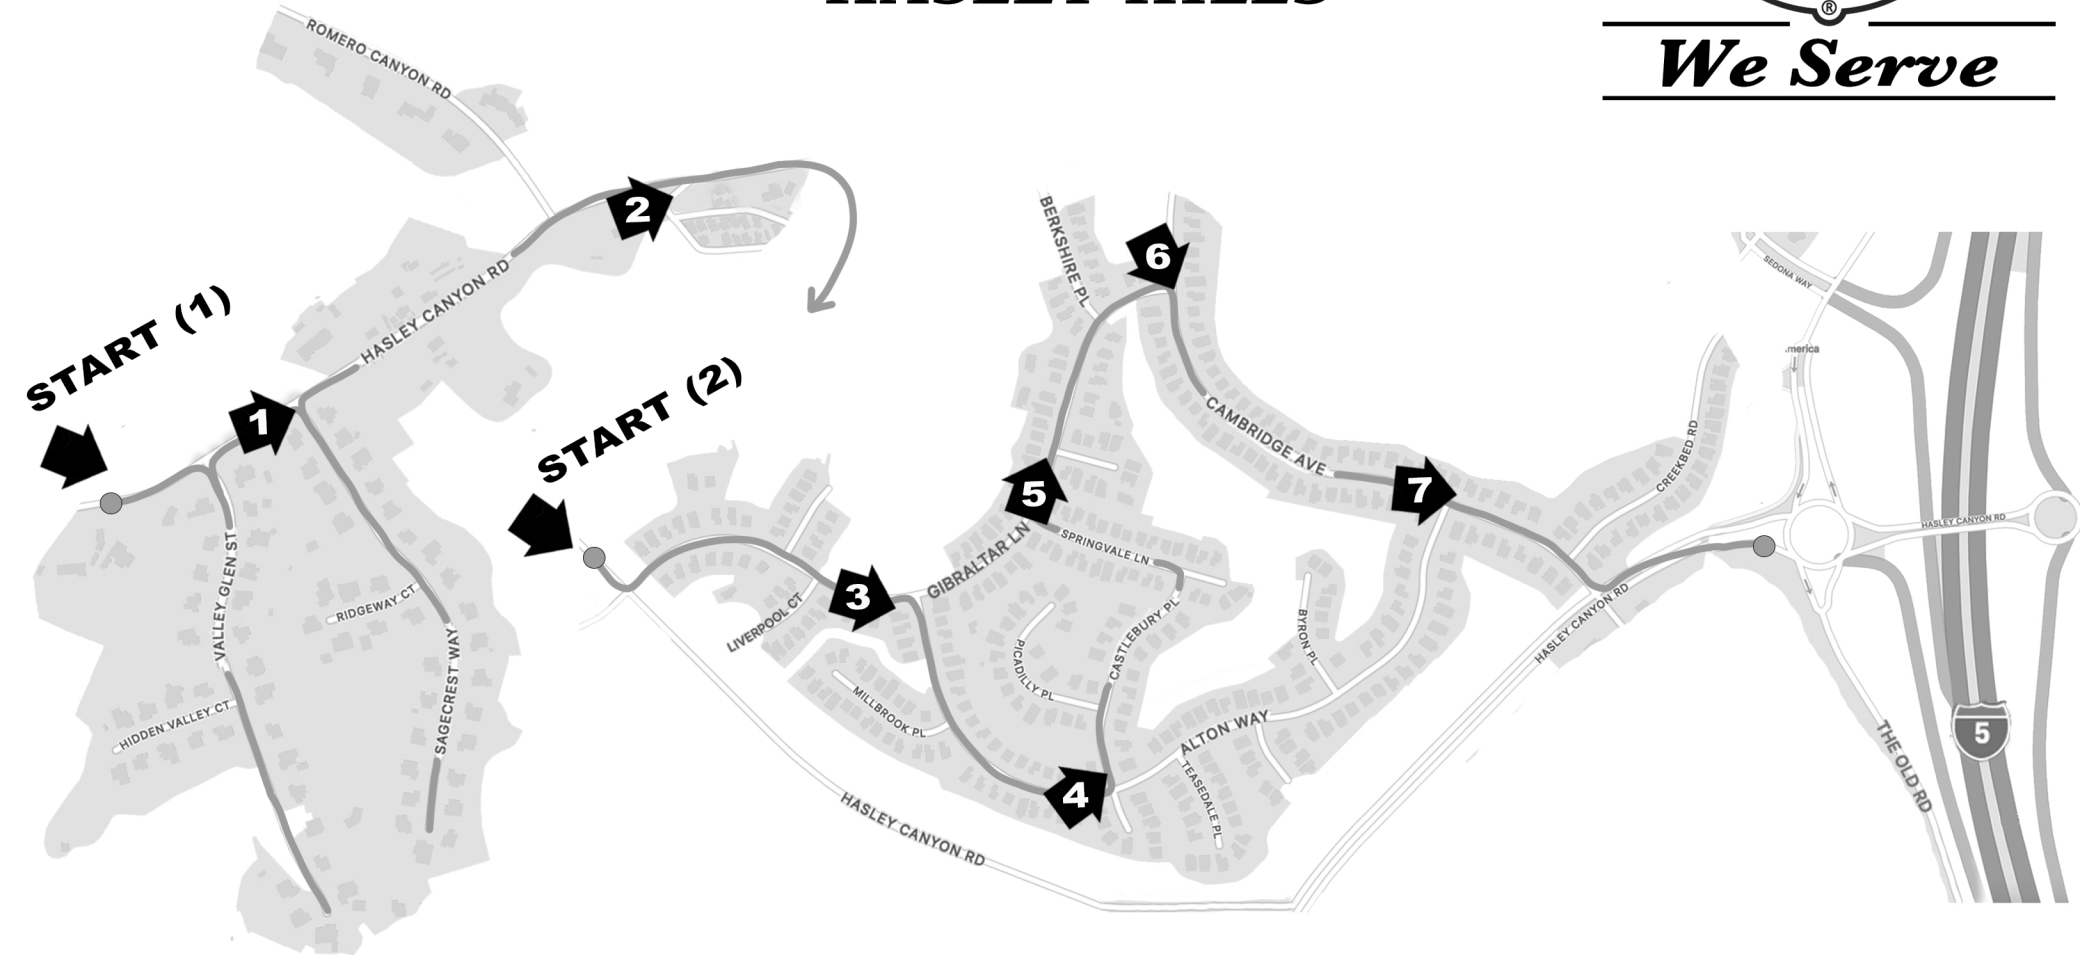 HASLEY HILLS
®
We Serve
ROMERO CANYON RD
2
START (1)
HASLEY CANYON RD
1
START (2)
BERKSHIRE PL
6
SEDONA WAY
merica
CAMBRIDGE AVE
7
CREEKBED RD
5
HASLEY CANYON RD
SPRINGVALE LN
GIBRALTAR LN
VALLEY GLEN ST
RIDGEWAY CT
3
LIVERPOOL CT
CASTLEBURY PL
BYRON PL
HASLEY CANYON RD
SAGECREST WAY
PICADILLY PL
MILLBROOK PL
HIDDEN VALLEY CT
ALTON WAY
5
THE OLD RD
4
TEASEDALE PL
HASLEY CANYON RD